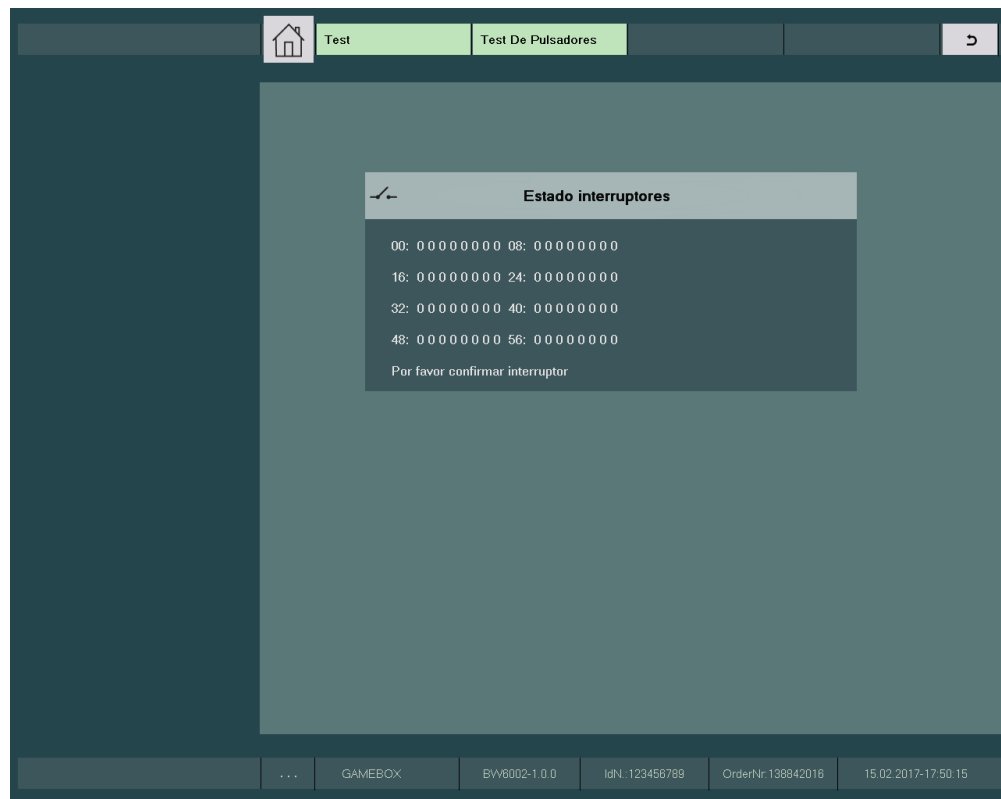 Test
Test De Pulsadores
Estado interruptores
00: 0 0 0 0 0 0 0 0 08: 0 0 0 0 0 0 0 0
16: 0 0 0 0 0 0 0 0 24: 0 0 0 0 0 0 0 0
32: 0 0 0 0 0 0 0 0 40: 0 0 0 0 0 0 0 0
48: 0 0 0 0 0 0 0 0 56: 0 0 0 0 0 0 0 0
Por favor confirmar interruptor
... GAMEBOX BW6002-1.0.0 IdN.:123456789 OrderNr:138842016 15.02.2017-17:50:15